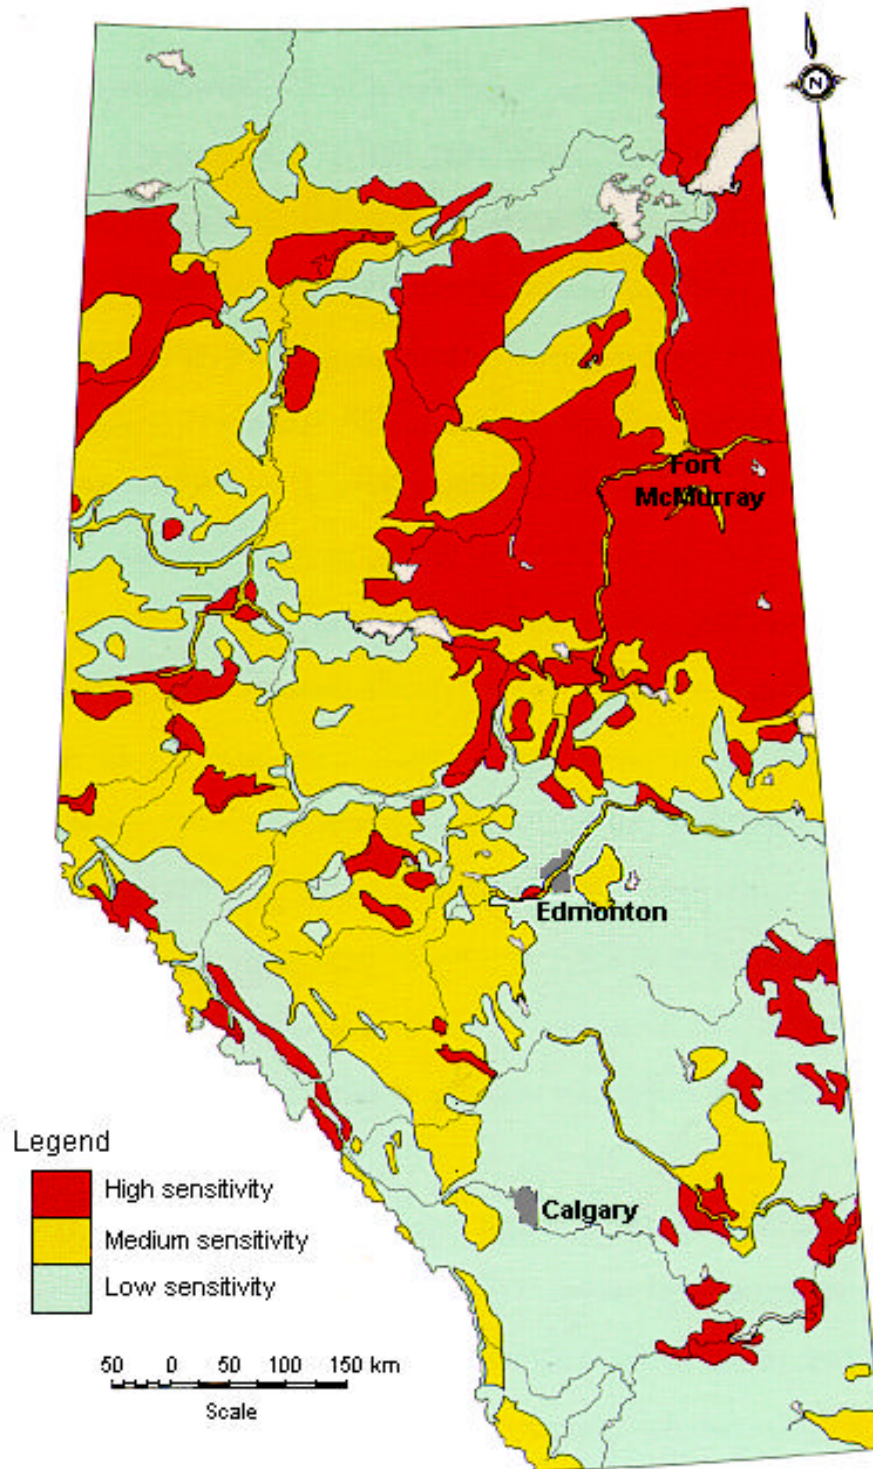 N
Fort
McMurray
Edmonton
Calgary
Legend
High sensitivity
Medium sensitivity
Low sensitivity
50 0 50 100 150 km
Scale